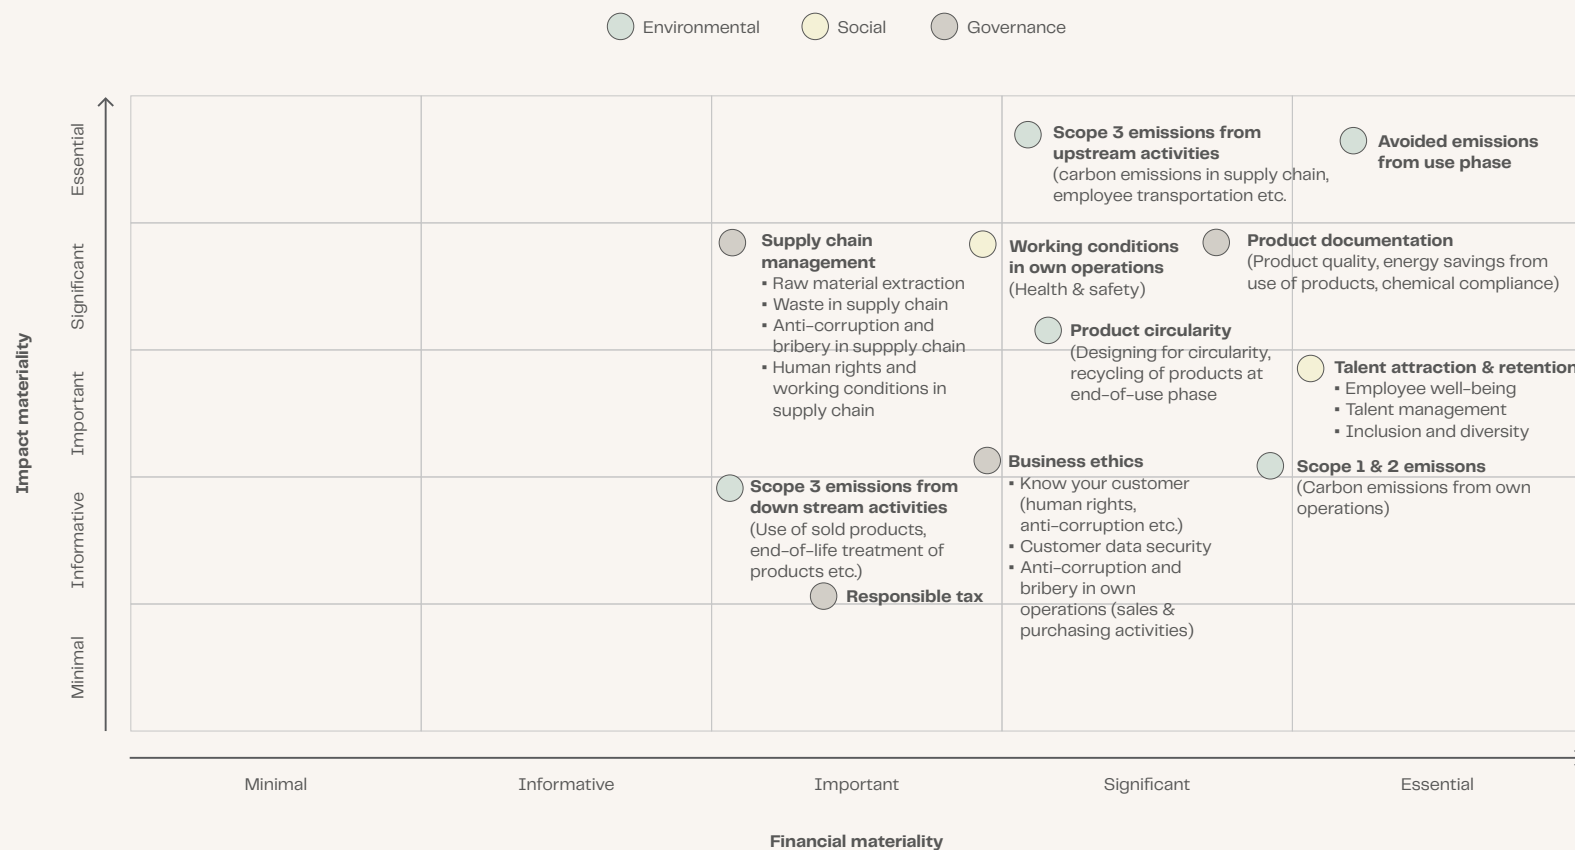 Environmental
Social
Governance
Impact materiality
Essential
Significant
Important
Informative
Minimal
Scope 3 emissions from
upstream activities
(carbon emissions in supply chain,
employee transportation etc.
Avoided emissions
from use phase
Supply chain
management
▪ Raw material extraction
▪ Waste in supply chain
▪ Anti-corruption and
bribery in suppply chain
▪ Human rights and
working conditions in
supply chain
Working conditions
in own operations
(Health & safety)
Product documentation
(Product quality, energy savings from
use of products, chemical compliance)
Product circularity
(Designing for circularity,
recycling of products at
end-of-use phase
Talent attraction & retention
▪ Employee well-being
▪ Talent management
▪ Inclusion and diversity
Scope 3 emissions from
down stream activities
(Use of sold products,
end-of-life treatment of
products etc.)
Responsible tax
Business ethics
▪ Know your customer
(human rights,
anti-corruption etc.)
▪ Customer data security
▪ Anti-corruption and
bribery in own
operations (sales &
purchasing activities)
Scope 1 & 2 emissons
(Carbon emissions from own
operations)
Minimal
Informative
Important
Significant
Essential
Financial materiality